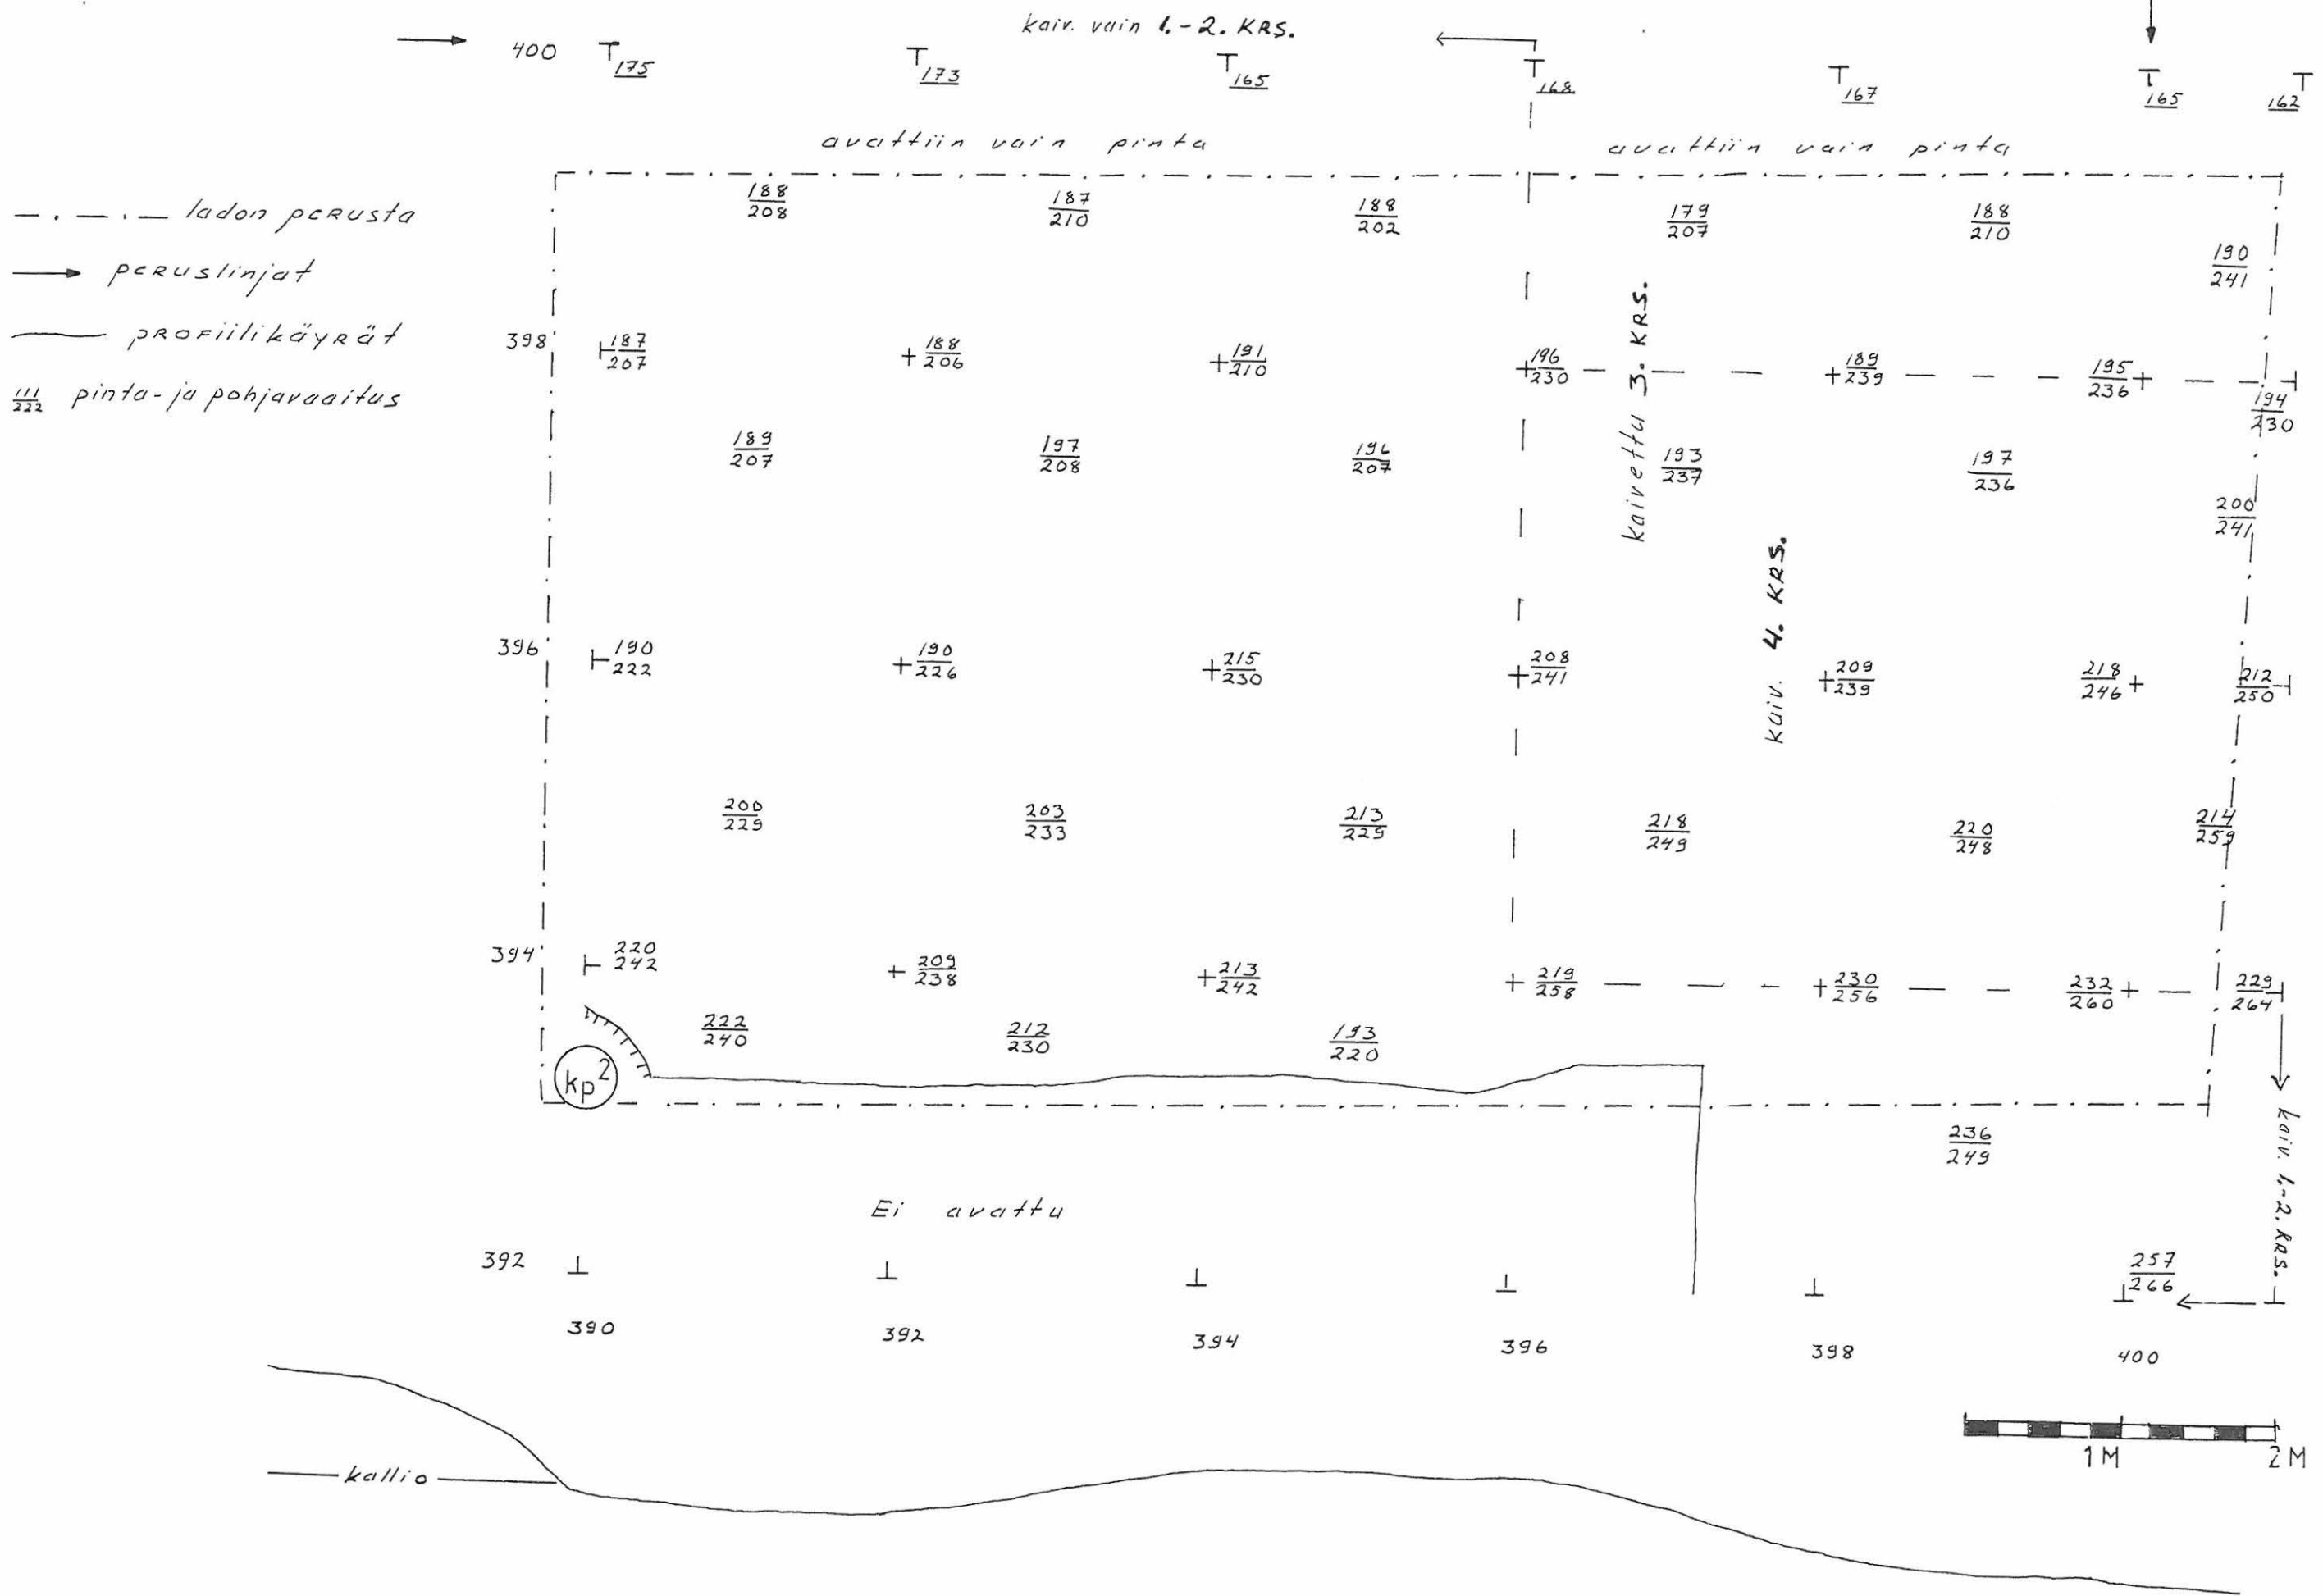 kaiv. vain 1.-2. KRS.
400 175 173 165 168 167 165 162
avattiin vain pinta avattiin vain pinta
ladon perusta
peruslinjat
profiilikäyrät
111/222 pinta- ja pohjavaaitus
188/208 187/210 188/202 179/207 188/210
190/241
398 187/207 188/206 191/210 196/230 189/239 195/236
194/230
kaivettu 3. KRS.
189/207 197/208 196/207 193/237 197/236
200/241
kaiv. 4. KRS.
396 190/222 190/226 215/230 208/241 209/239 218/246 212/250
200/229 203/233 213/229 218/249 220/248 214/259
394 220/242 209/238 213/242 219/258 230/256 232/260 229/264
222/240 212/230 193/220
kp2
236/249
kaiv. 1.-2. KRS.
Ei avattu
392 257/266
390 392 394 396 398 400
1M 2M
kallio